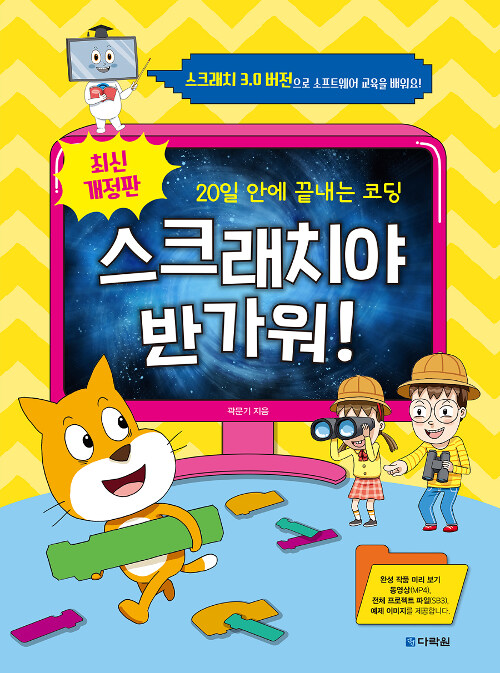 스크래치 3.0 버전으로 소프트웨어 교육을 배워요!
최신
개정판
20일 안에 끝내는 코딩
스크래치야
반가워!
곽문기 지음
완성 작품 미리 보기
동영상(MP4),
전체 프로젝트 파일(SB3),
예제 이미지를 제공합니다.
다락원